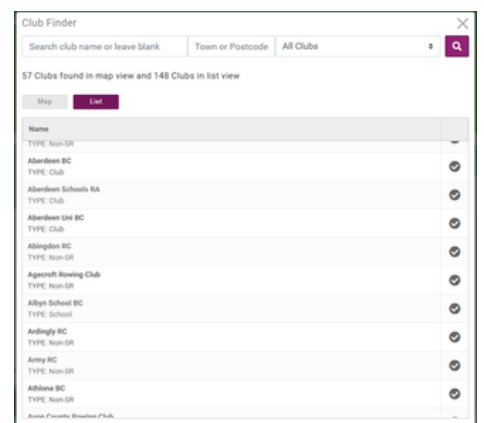 Club Finder
Search club name or leave blank
Town or Postcode
All Clubs
57 Clubs found in map view and 148 Clubs in list view
Map
List
Name
TYPE: Non-SR
Aberdeen BC
TYPE: Club
Aberdeen Schools RA
TYPE: Club
Aberdeen Uni BC
TYPE: Club
Abingdon RC
TYPE: Non-SR
Agecroft Rowing Club
TYPE: Non-SR
Albyn School BC
TYPE: School
Ardingly RC
TYPE: Non-SR
Army RC
TYPE: Non-SR
Athlone BC
TYPE: Non-SR
Avon County Rowing Club